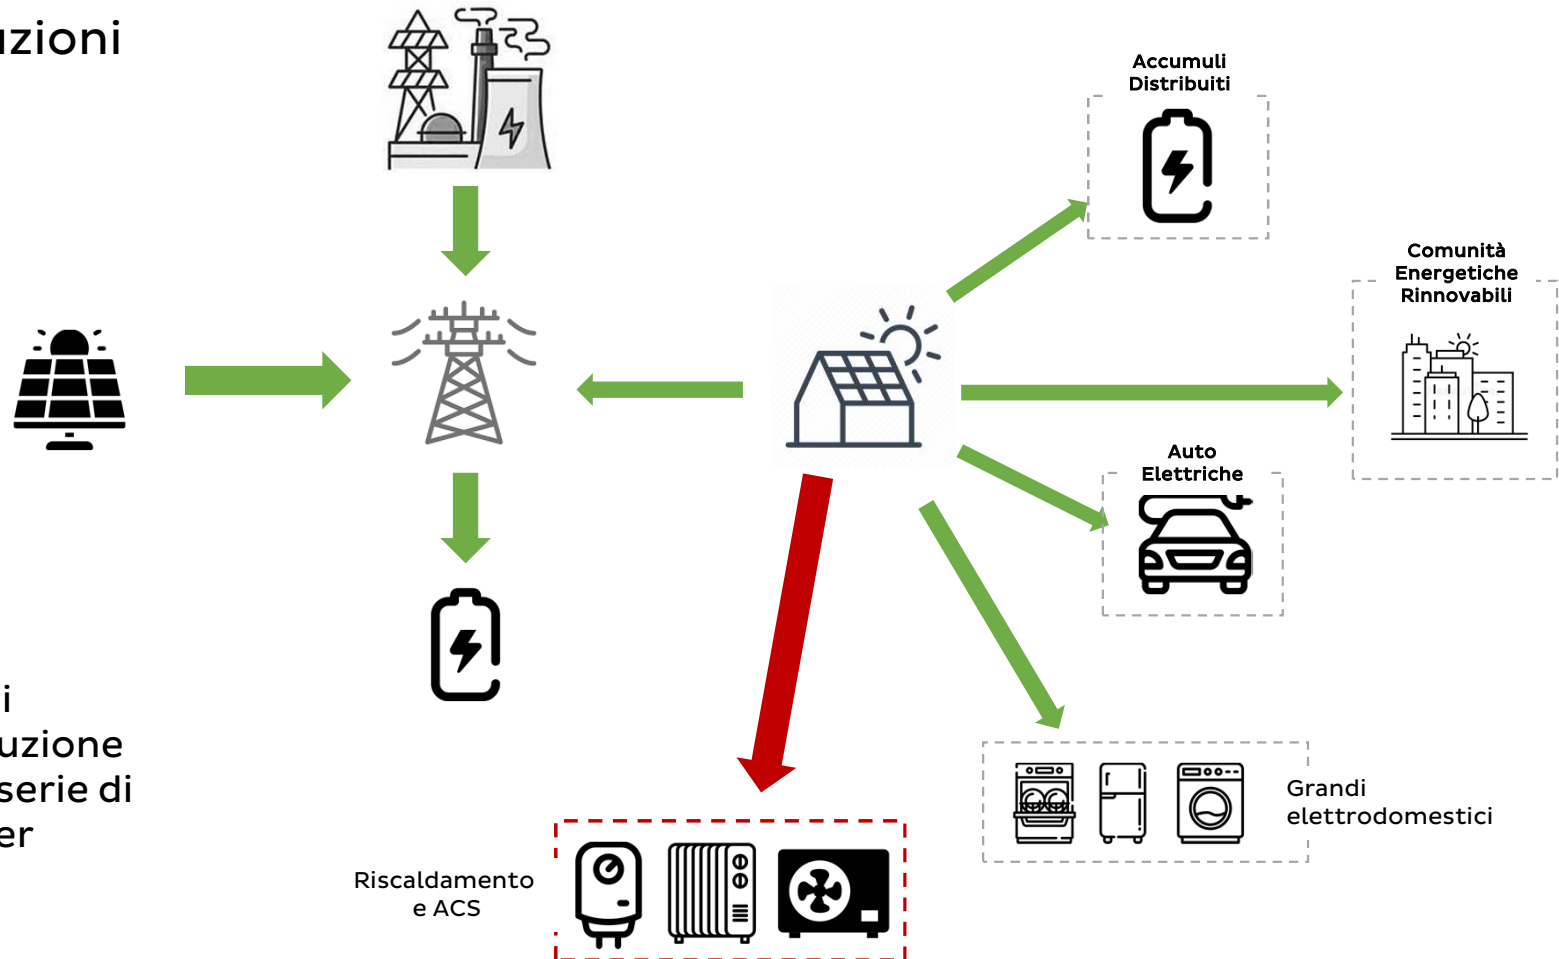 uzioni
Accumuli
Distribuiti
Comunità
Energetiche
Rinnovabili
Auto
Elettriche
i
uzione
serie di
er
Grandi
elettrodomestici
Riscaldamento
e ACS